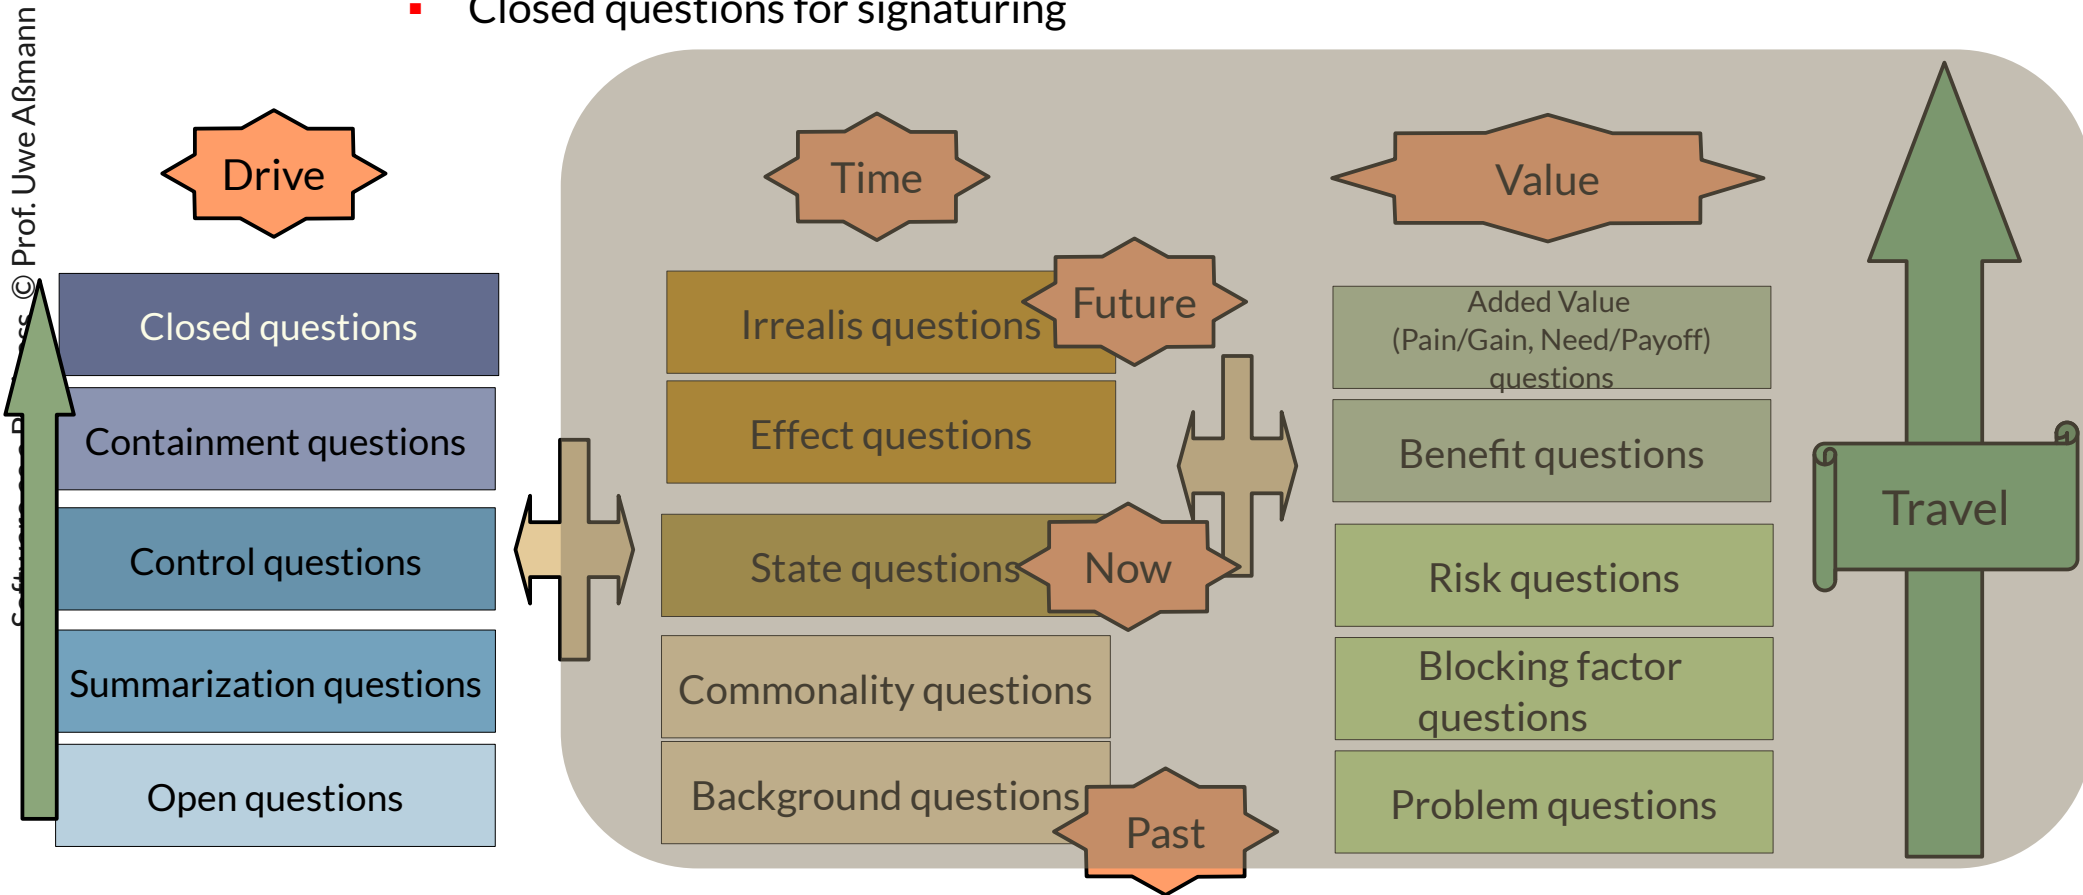 Closed questions for signaturing
© Prof. Uwe Aßmann
Drive
Time
Value
Closed questions
Containment questions
Control questions
Summarization questions
Open questions
Irrealis questions
Future
Effect questions
State questions
Now
Commonality questions
Background questions
Past
Added Value
(Pain/Gain, Need/Payoff)
questions
Benefit questions
Risk questions
Blocking factor
questions
Problem questions
Travel